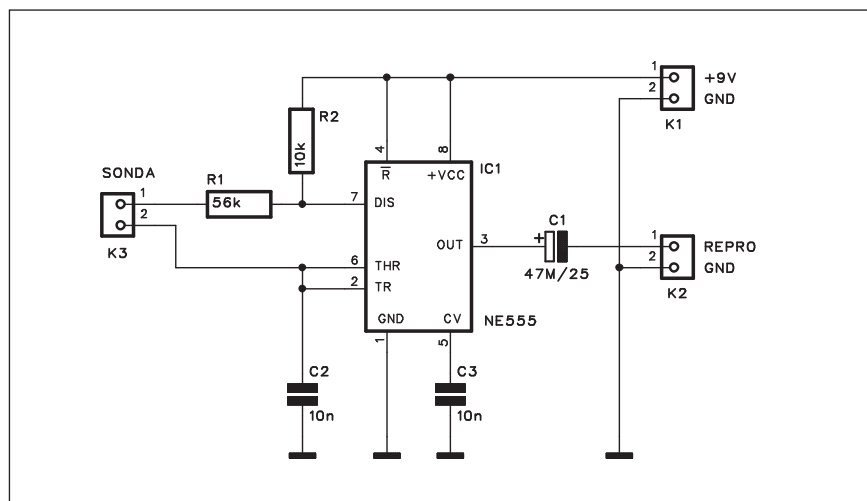 1
+9V
2
GND
K1
R2
10k
4
8
R
+VCC
IC1
SONDA
1
2
K3
R1
56k
7
DIS
C1
+
47M/25
OUT
3
1
REPRO
2
GND
K2
6
THR
2
TR
GND
CV
NE555
1
5
C2
10n
C3
10n